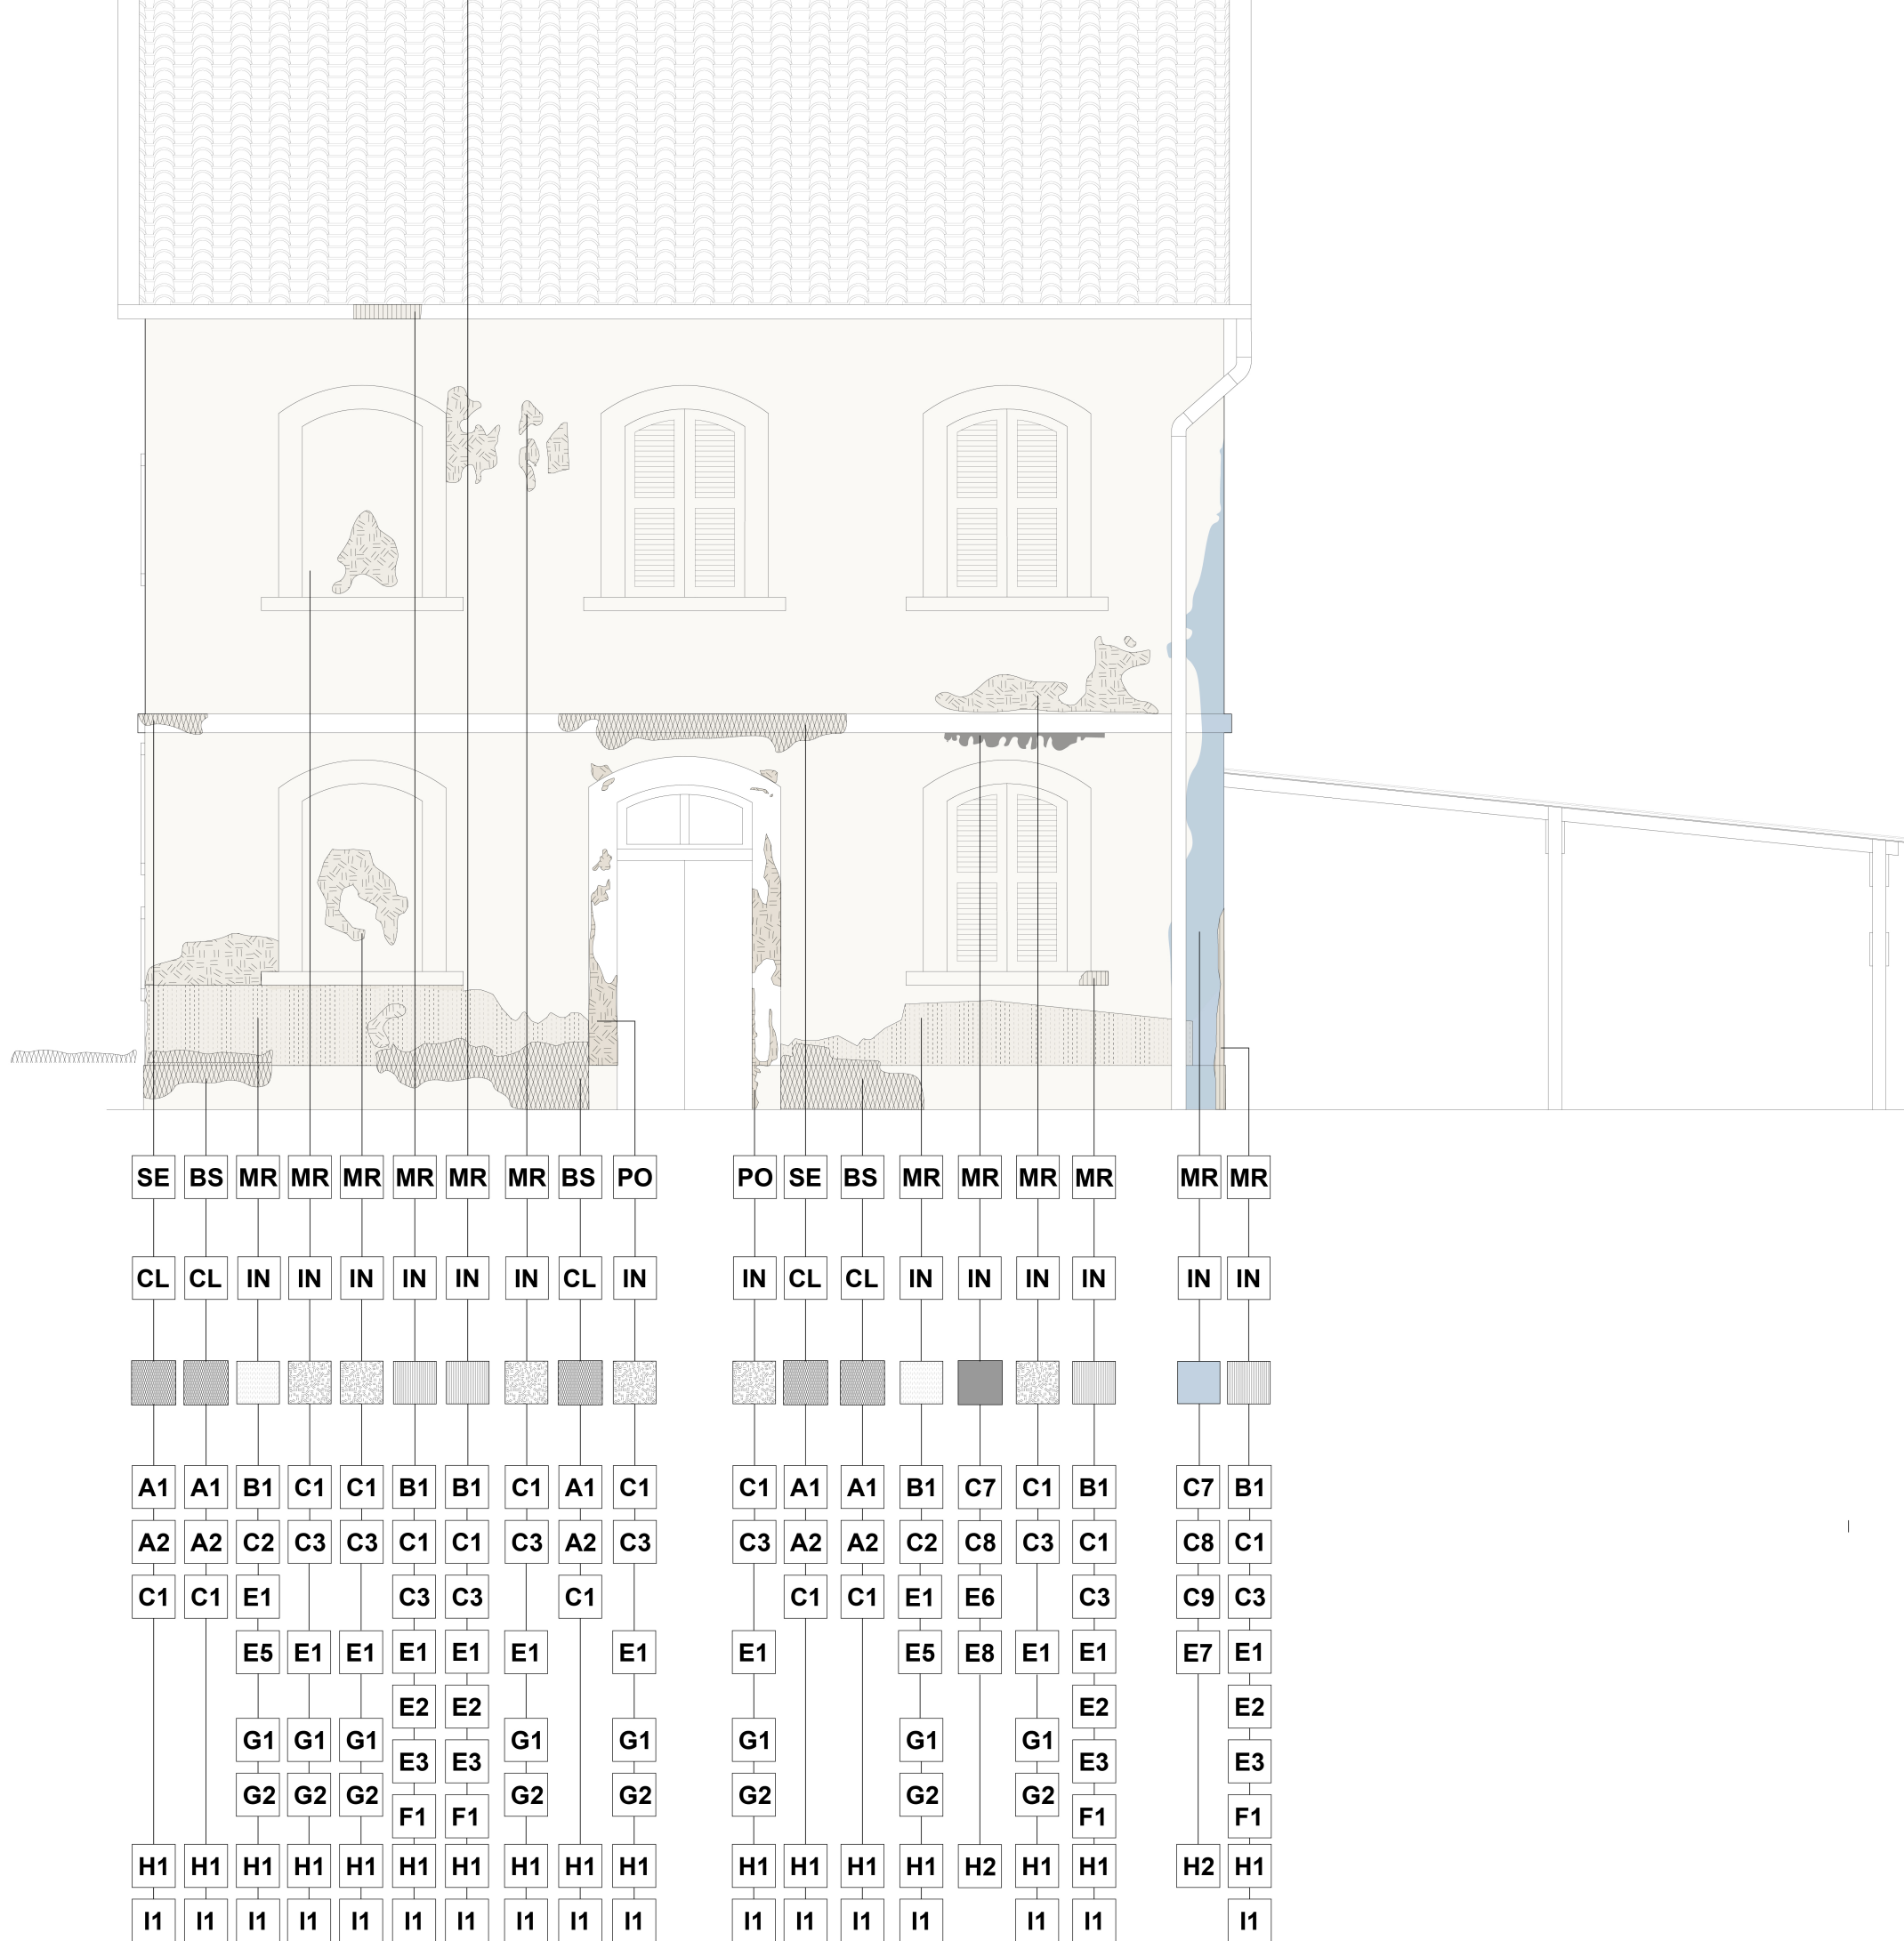 SE BS MR MR MR MR MR MR BS PO PO SE BS MR MR MR MR MR MR
CL CL IN IN IN IN IN IN CL IN IN CL CL IN IN IN IN IN IN
A1 A1 B1 C1 C1 B1 B1 C1 A1 C1 C1 A1 A1 B1 C7 C1 B1 C7 B1
A2 A2 C2 C3 C3 C1 C1 C3 A2 C3 C3 A2 A2 C2 C8 C3 C1 C8 C1
C1 C1 E1 C3 C3 C1 C1 C1 E1 E6 C3 C9 C3
E5 E1 E1 E1 E1 E1 E1 E1 E5 E8 E1 E1 E7 E1
E2 E2 E2 E2
G1 G1 G1 G1 G1 G1 G1 G1
E3 E3 E3 E3
G2 G2 G2 G2 G2 G2 G2 G2
F1 F1 F1 F1
H1 H1 H1 H1 H1 H1 H1 H1 H1 H1 H1 H1 H1 H1 H2 H1 H1 H2 H1
I1 I1 I1 I1 I1 I1 I1 I1 I1 I1 I1 I1 I1 I1 I1 I1 I1